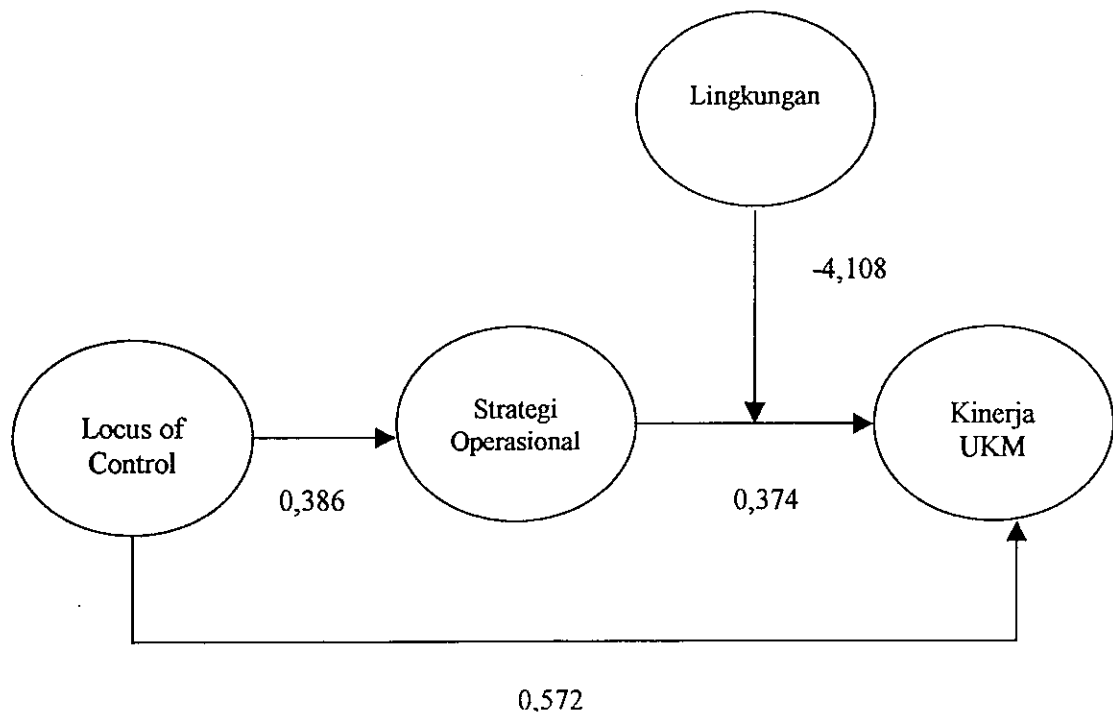 Lingkungan
-4,108
Locus of
Control
0,386
Strategi
Operasional
0,374
Kinerja
UKM
0,572